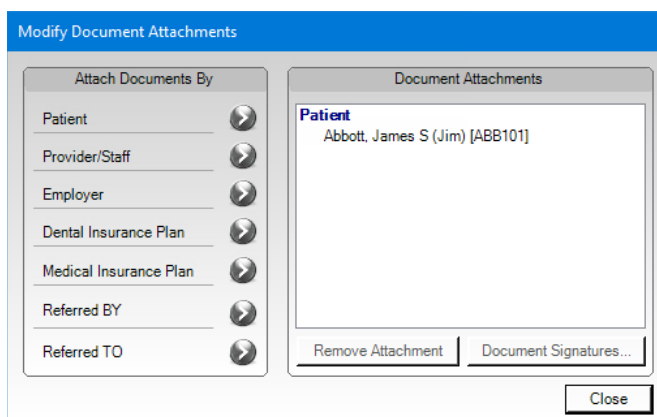 Modify Document Attachments
Attach Documents By
Patient
Provider/Staff
Employer
Dental Insurance Plan
Medical Insurance Plan
Referred BY
Referred TO
Document Attachments
Patient
Abbott, James S (Jim) [ABB101]
Remove Attachment
Document Signatures...
Close